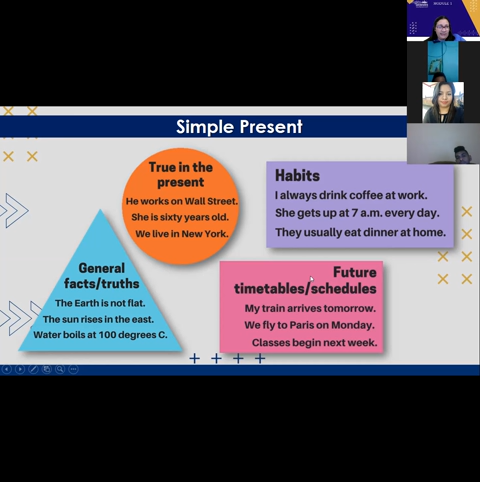 MODULE 1
Simple Present
True in the
present
He works on Wall Street.
She is sixty years old.
We live in New York.
Habits
I always drink coffee at work.
She gets up at 7 a.m. every day.
They usually eat dinner at home.
General
facts/truths
The Earth is not flat.
The sun rises in the east.
Water boils at 100 degrees C.
Future
timetables/schedules
My train arrives tomorrow.
We fly to Paris on Monday.
Classes begin next week.